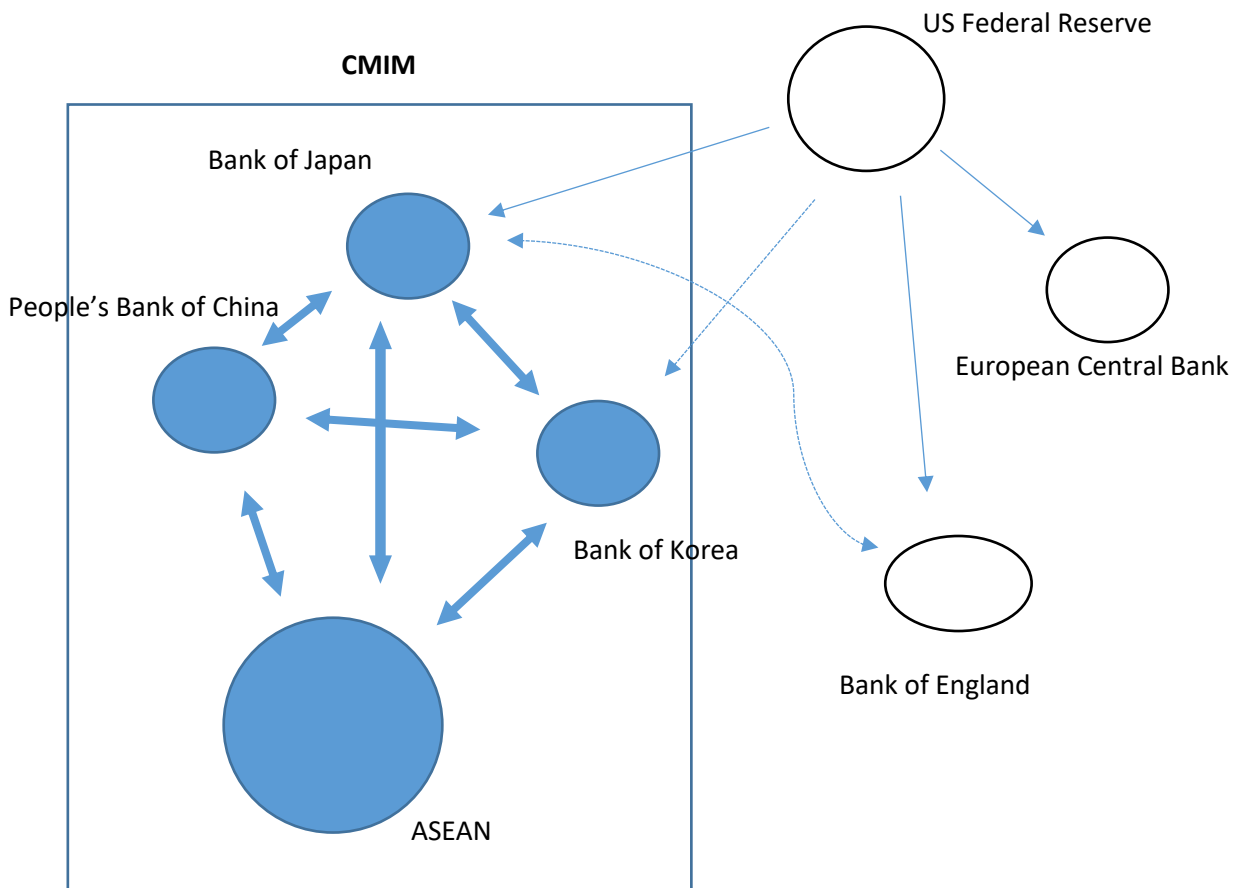 US Federal Reserve
CMIM
Bank of Japan
People’s Bank of China
European Central Bank
Bank of Korea
Bank of England
ASEAN